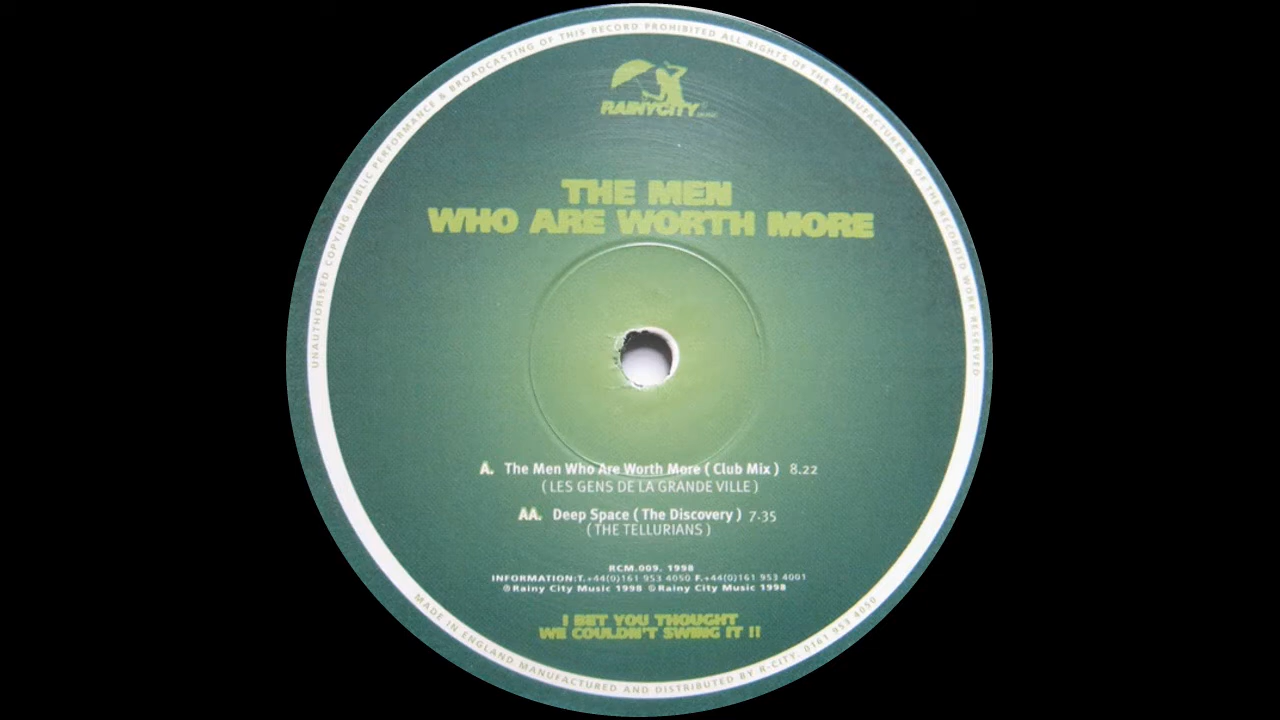 UNAUTHORISED COPYING PUBLIC PERFORMANCE & BROADCASTING OF THIS RECORD PROHIBITED ALL RIGHTS OF THE MANUFACTURER & OF THE RECORDED WORK RESERVED
RAINYCITY
MUSIC
THE MEN
WHO ARE WORTH MORE
A. The Men Who Are Worth More ( Club Mix ) 8.22
( LES GENS DE LA GRANDE VILLE )
AA. Deep Space ( The Discovery ) 7.35
( THE TELLURIANS )
RCM.009. 1998
INFORMATION:T.+44(0)161 953 4050 F.+44(0)161 953 4001
℗Rainy City Music 1998 ©Rainy City Music 1998
I BET YOU THOUGHT
WE COULDN'T SWING IT !!
MADE IN ENGLAND MANUFACTURED AND DISTRIBUTED BY R-CITY. 0161 953 4050